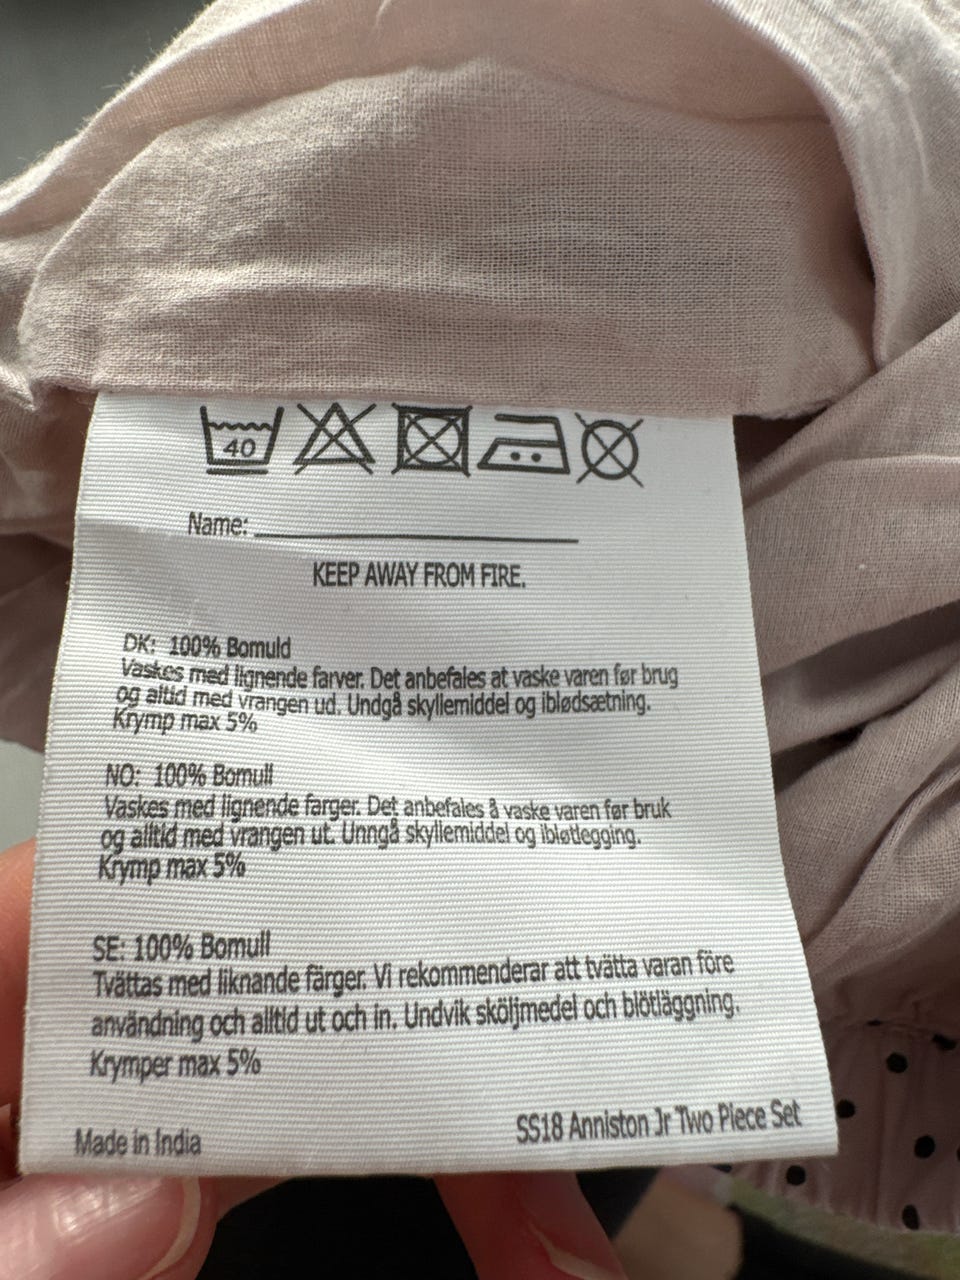 40
Name:
KEEP AWAY FROM FIRE.
DK: 100% Bomuld
Vaskes med lignende farver. Det anbefales at vaske varen før brug
og altid med vrangen ud. Undgå skyllemiddel og iblødsætning.
Krymp max 5%
NO: 100% Bomull
Vaskes med lignende farger. Det anbefales å vaske varen før bruk
og alltid med vrangen ut. Unngå skyllemiddel og ibløtlegging.
Krymp max 5%
SE: 100% Bomull
Tvättas med liknande färger. Vi rekommenderar att tvätta varan före
användning och alltid ut och in. Undvik sköljmedel och blötläggning.
Krymper max 5%
SS18 Anniston Jr Two Piece Set
Made in India